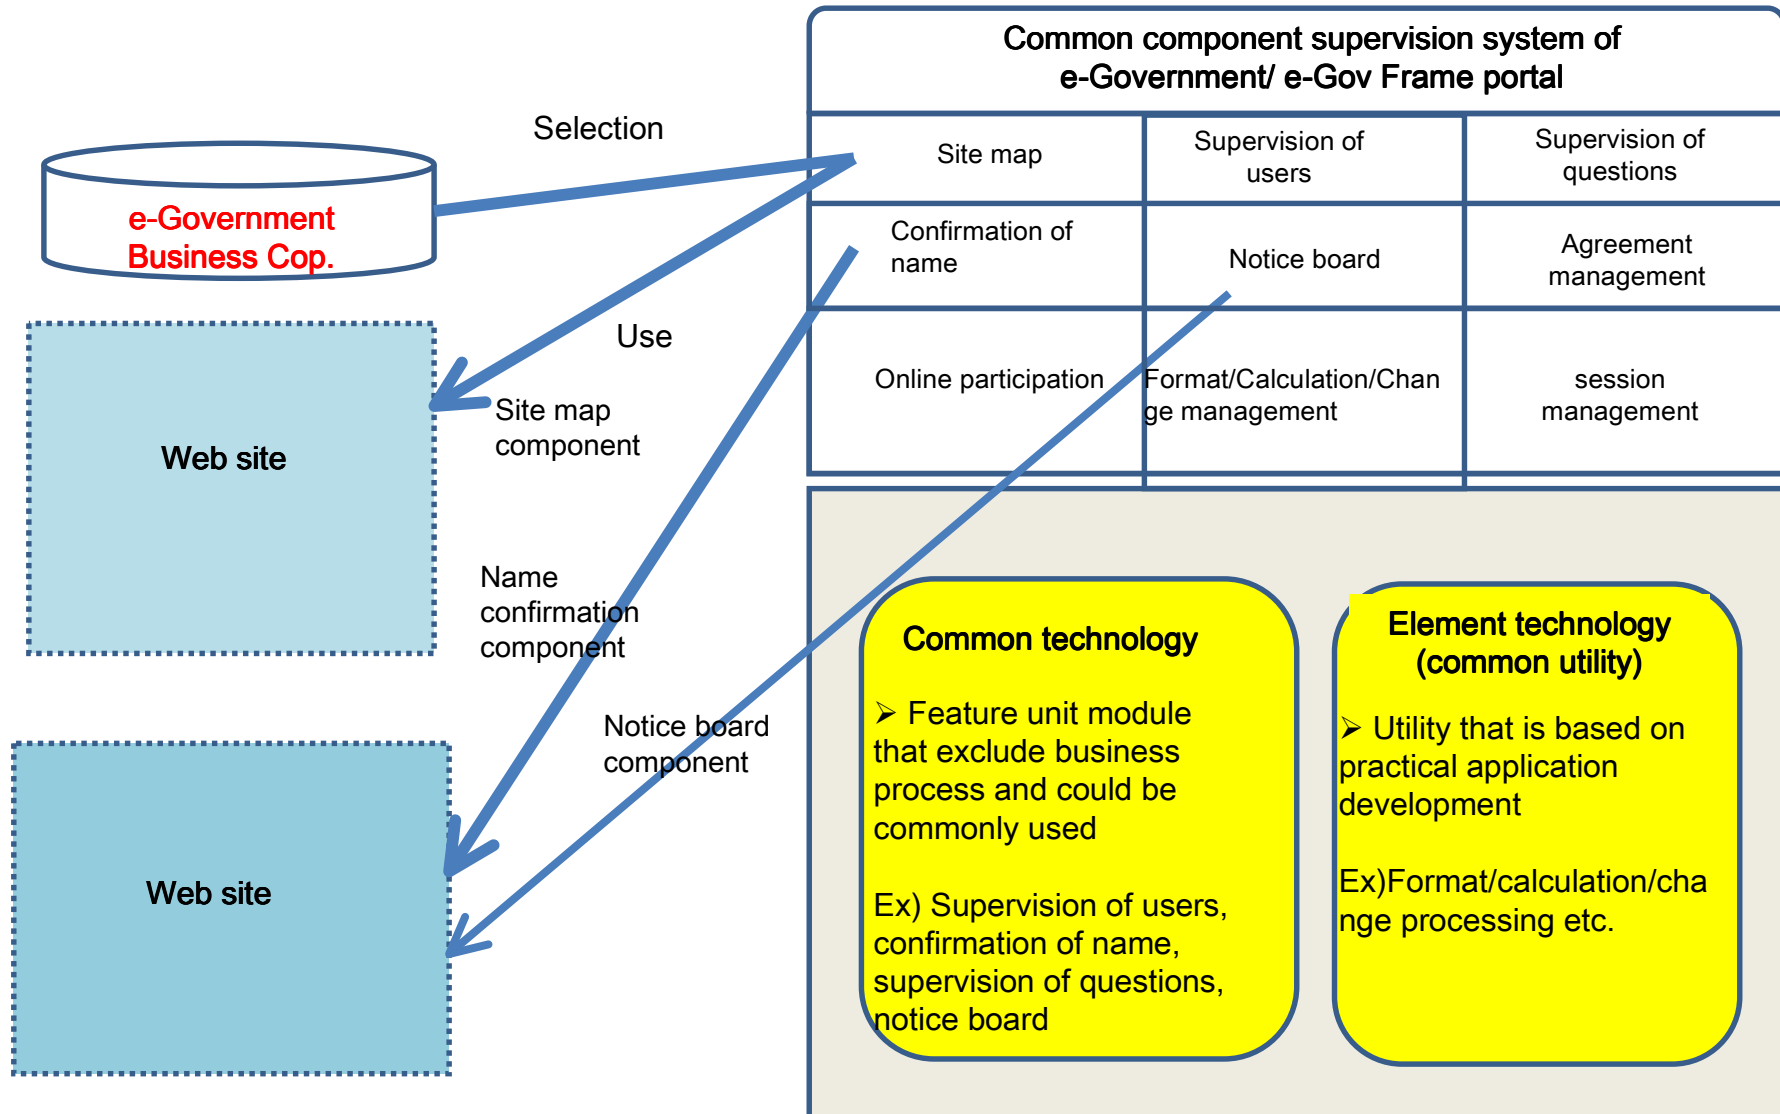 Common component supervision system of
e-Government/ e-Gov Frame portal
Selection
Site map
Supervision of
users
Supervision of
questions
e-Government
Business Cop.
Confirmation of
name
Notice board
Agreement
management
Use
Online participation
Format/Calculation/Chan
ge management
session
management
Site map
component
Web site
Name
confirmation
component
Notice board
component
Web site
Common technology
➢ Feature unit module
that exclude business
process and could be
commonly used
Ex) Supervision of users,
confirmation of name,
supervision of questions,
notice board
Element technology
(common utility)
➢ Utility that is based on
practical application
development
Ex)Format/calculation/cha
nge processing etc.